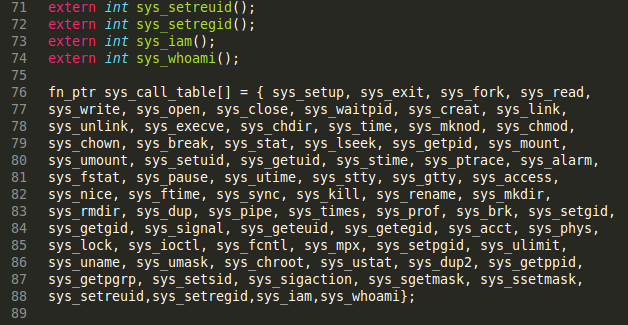 71 extern int sys_setreuid();
72 extern int sys_setregid();
73 extern int sys_iam();
74 extern int sys_whoami();
75
76 fn_ptr sys_call_table[] = { sys_setup, sys_exit, sys_fork, sys_read,
77 sys_write, sys_open, sys_close, sys_waitpid, sys_creat, sys_link,
78 sys_unlink, sys_execve, sys_chdir, sys_time, sys_mknod, sys_chmod,
79 sys_chown, sys_break, sys_stat, sys_lseek, sys_getpid, sys_mount,
80 sys_umount, sys_setuid, sys_getuid, sys_stime, sys_ptrace, sys_alarm,
81 sys_fstat, sys_pause, sys_utime, sys_stty, sys_gtty, sys_access,
82 sys_nice, sys_ftime, sys_sync, sys_kill, sys_rename, sys_mkdir,
83 sys_rmdir, sys_dup, sys_pipe, sys_times, sys_prof, sys_brk, sys_setgid,
84 sys_getgid, sys_signal, sys_geteuid, sys_getegid, sys_acct, sys_phys,
85 sys_lock, sys_ioctl, sys_fcntl, sys_mpx, sys_setpgid, sys_ulimit,
86 sys_uname, sys_umask, sys_chroot, sys_ustat, sys_dup2, sys_getppid,
87 sys_getpgrp, sys_setsid, sys_sigaction, sys_sgetmask, sys_ssetmask,
88 sys_setreuid,sys_setregid,sys_iam,sys_whoami};
89